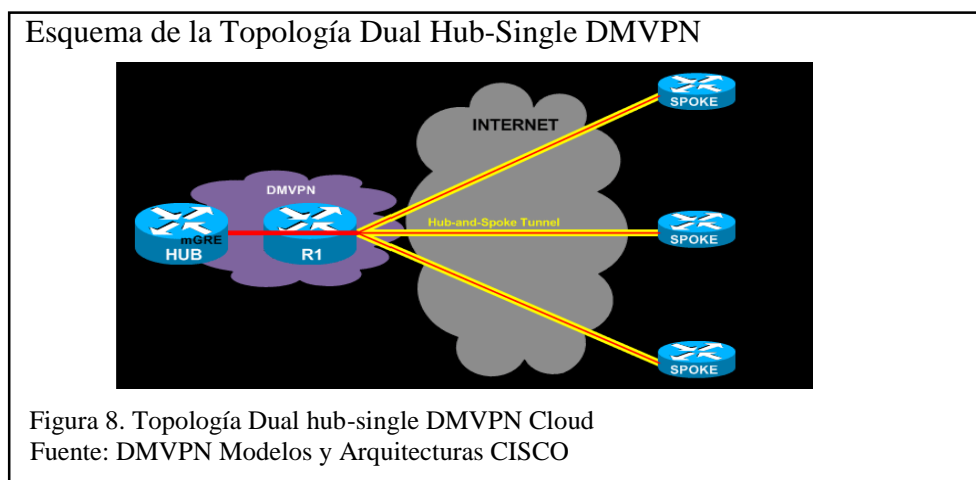 Esquema de la Topología Dual Hub-Single DMVPN
SPOKE
INTERNET
DMVPN
Hub-and-Spoke Tunnel
mGRE
HUB
R1
SPOKE
SPOKE
Figura 8. Topología Dual hub-single DMVPN Cloud
Fuente: DMVPN Modelos y Arquitecturas CISCO